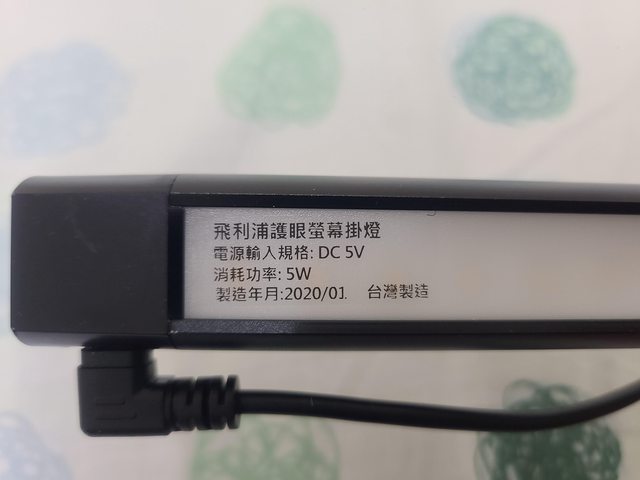 飛利浦護眼螢幕掛燈
電源輸入規格: DC 5V
消耗功率: 5W
製造年月:2020/01 台灣製造